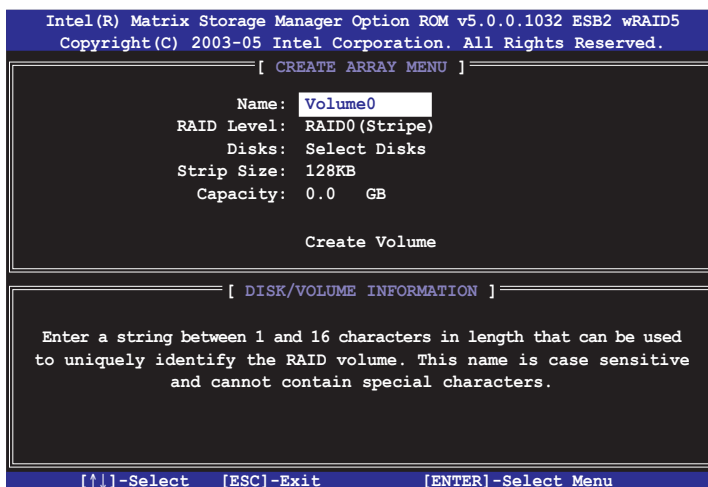 Intel(R) Matrix Storage Manager Option ROM v5.0.0.1032 ESB2 wRAID5
Copyright(C) 2003-05 Intel Corporation. All Rights Reserved.
[ CREATE ARRAY MENU ]
Name: Volume0
RAID Level: RAID0(Stripe)
Disks: Select Disks
Strip Size: 128KB
Capacity: 0.0 GB
Create Volume
[ DISK/VOLUME INFORMATION ]
Enter a string between 1 and 16 characters in length that can be used
to uniquely identify the RAID volume. This name is case sensitive
and cannot contain special characters.
[↑↓]-Select [ESC]-Exit [ENTER]-Select Menu